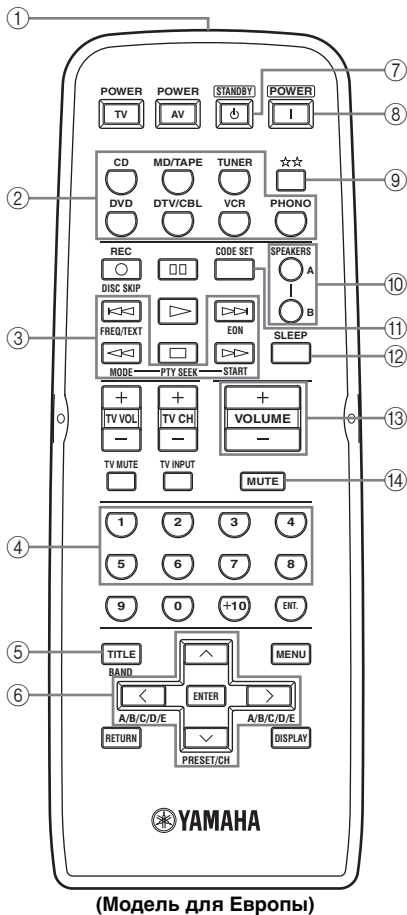 ①
POWER POWER STANDBY POWER ⑦
TV AV ⏻ I ⑧
CD MD/TAPE TUNER ☆☆ ⑨
②
DVD DTV/CBL VCR PHONO
REC CODE SET SPEAKERS
A ⑩
DISC SKIP B
⑪
③ FREQ/TEXT EON SLEEP
⑫
MODE PTY SEEK START
+ + +
TV VOL TV CH VOLUME ⑬
– – –
TV MUTE TV INPUT MUTE ⑭
1 2 3 4
④
5 6 7 8
9 0 +10 ENT.
⑤ TITLE MENU
BAND
⑥ ENTER
A/B/C/D/E A/B/C/D/E
RETURN DISPLAY
PRESET/CH
YAMAHA
(Модель для Европы)